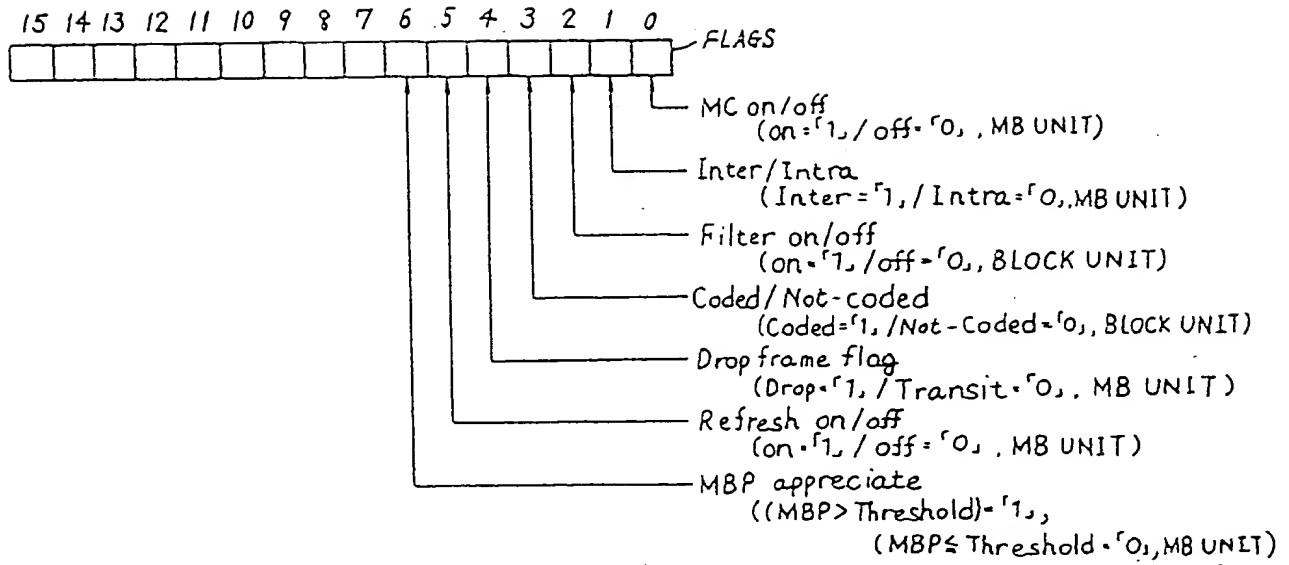 15 14 13 12 11 10 9 8 7 6 5 4 3 2 1 0
FLAGS
MC on/off
(on=「1」/ off=「0」, MB UNIT)
Inter/Intra
(Inter=「1」/ Intra=「0」, MB UNIT)
Filter on/off
(on=「1」/off=「0」, BLOCK UNIT)
Coded/Not-coded
(Coded=「1」/Not-Coded=「0」, BLOCK UNIT)
Drop frame flag
(Drop=「1」/ Transit=「0」, MB UNIT)
Refresh on/off
(on=「1」/ off=「0」, MB UNIT)
MBP appreciate
((MBP>Threshold)=「1」,
(MBP≦Threshold=「0」, MB UNIT)